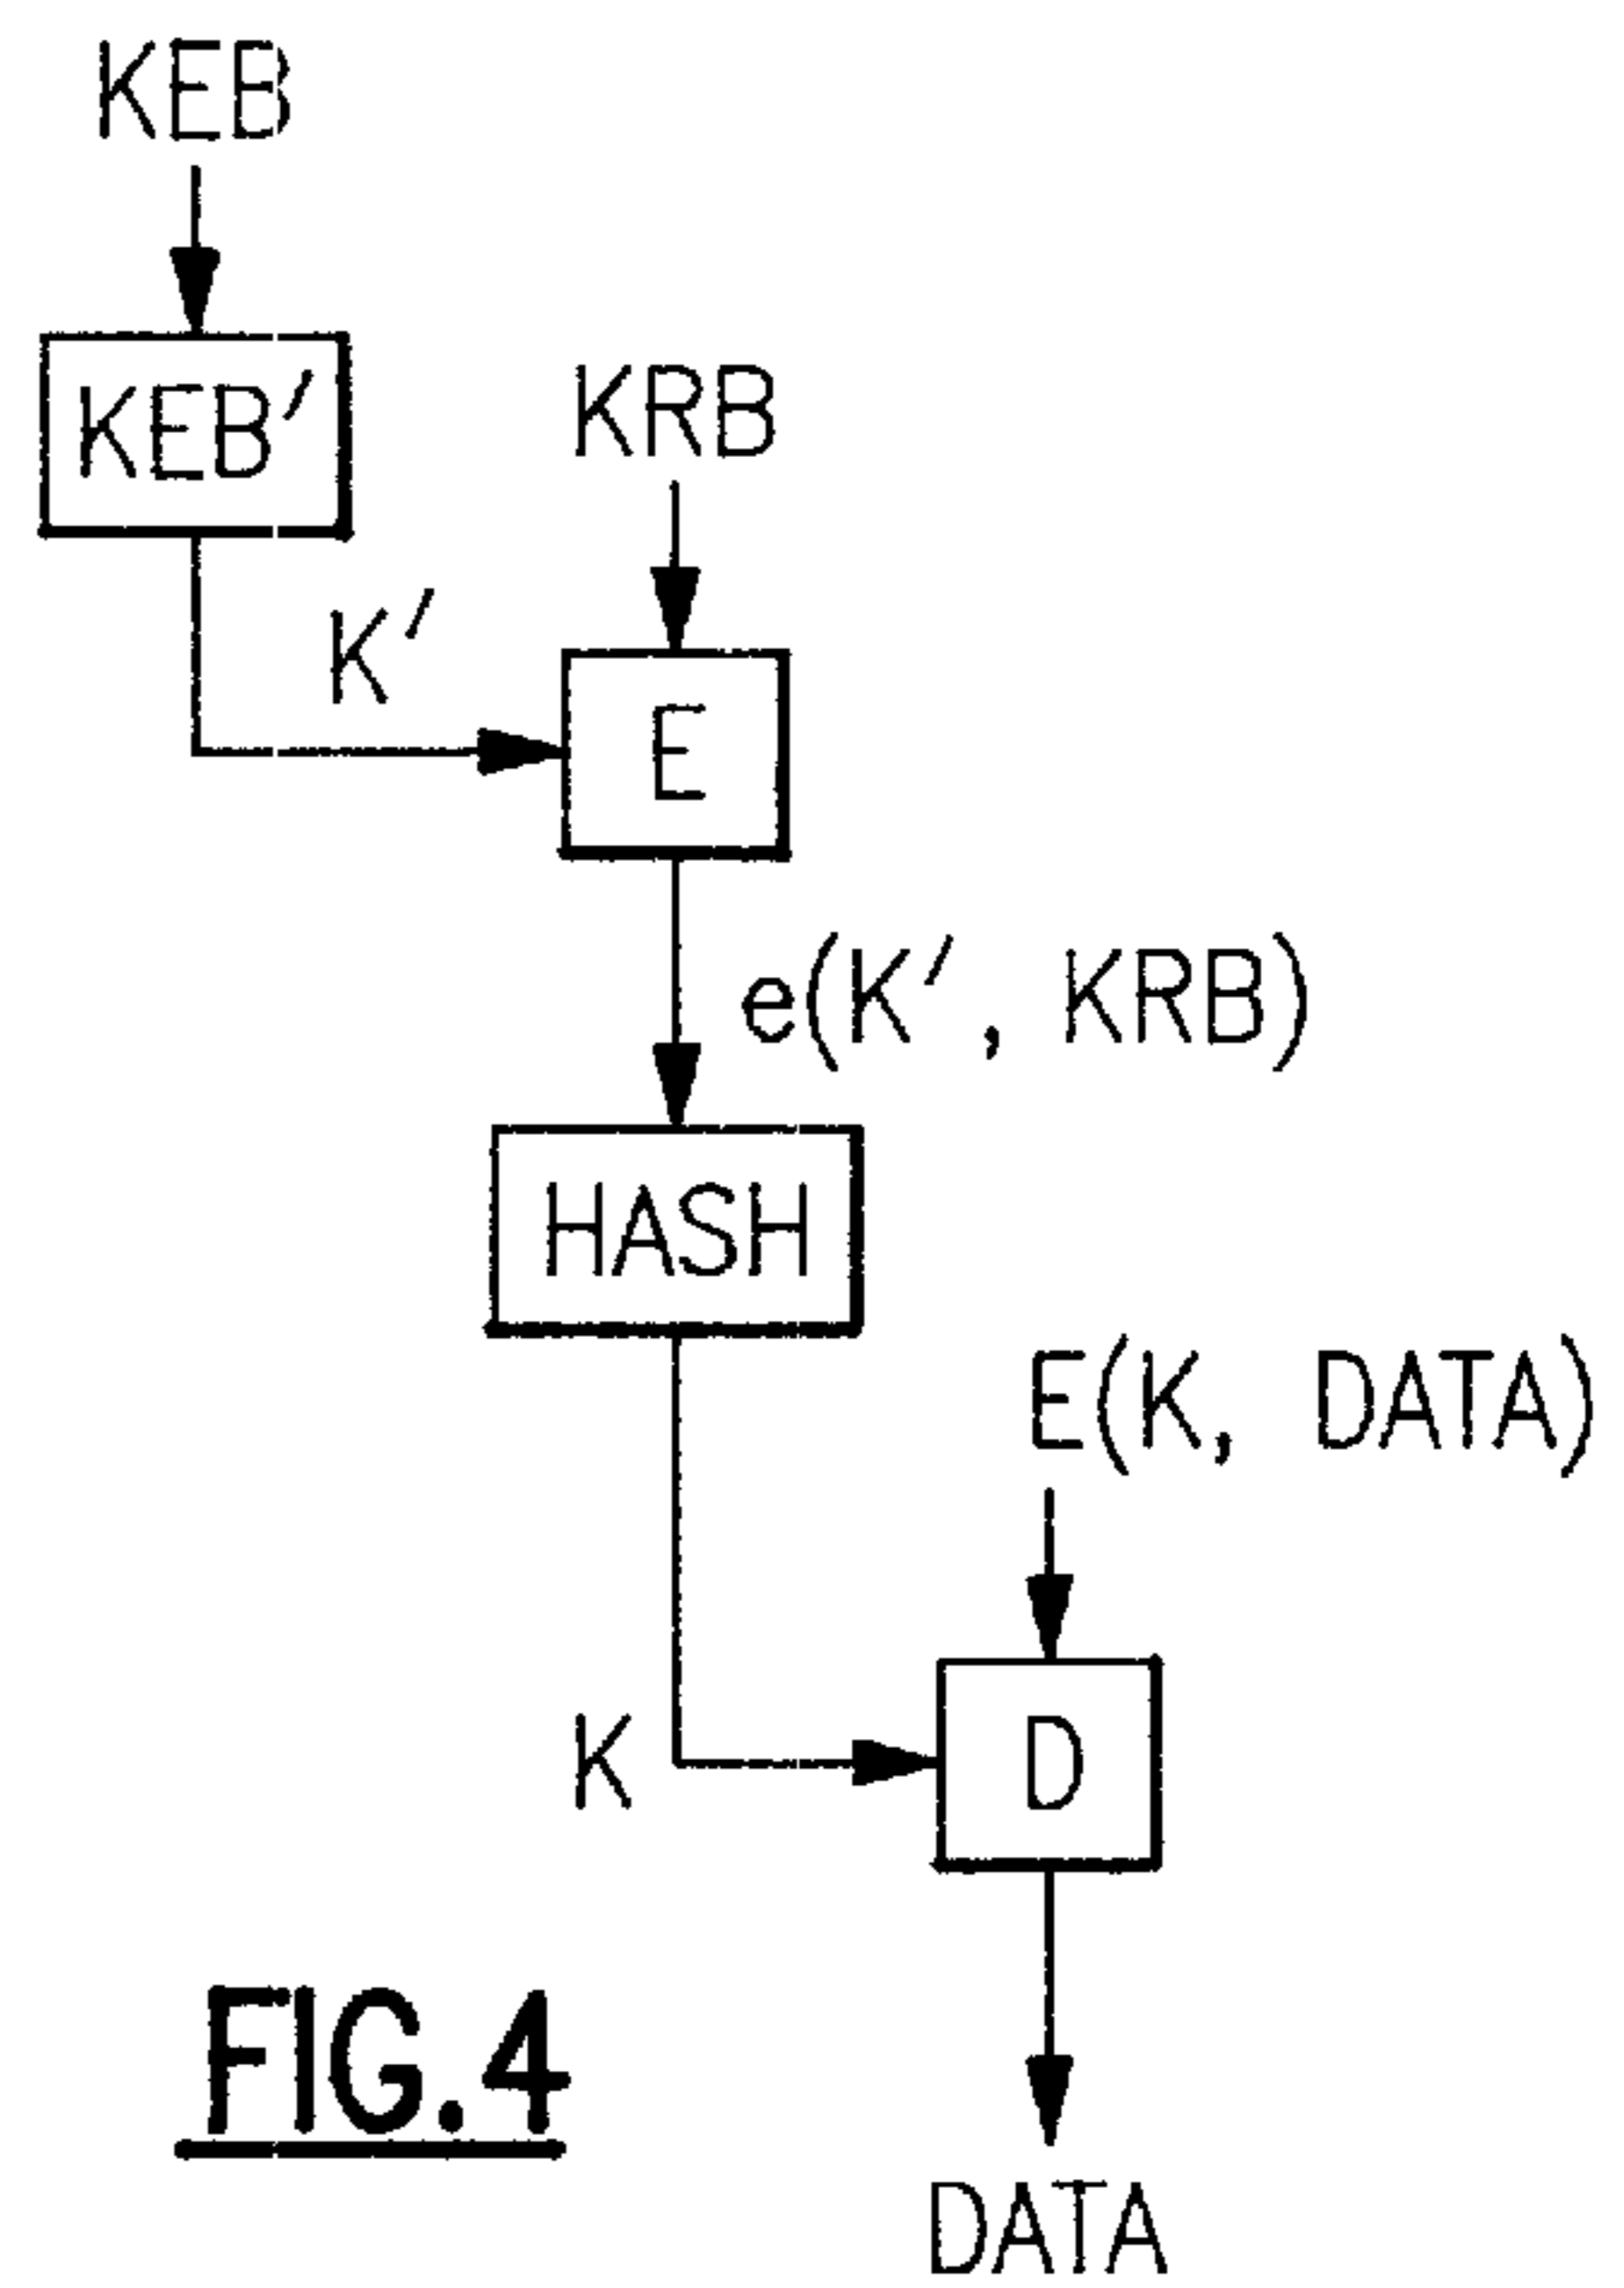 KEB
KEB'
KRB
K'
E
e(K', KRB)
HASH
E(K, DATA)
K
D
FIG.4
DATA